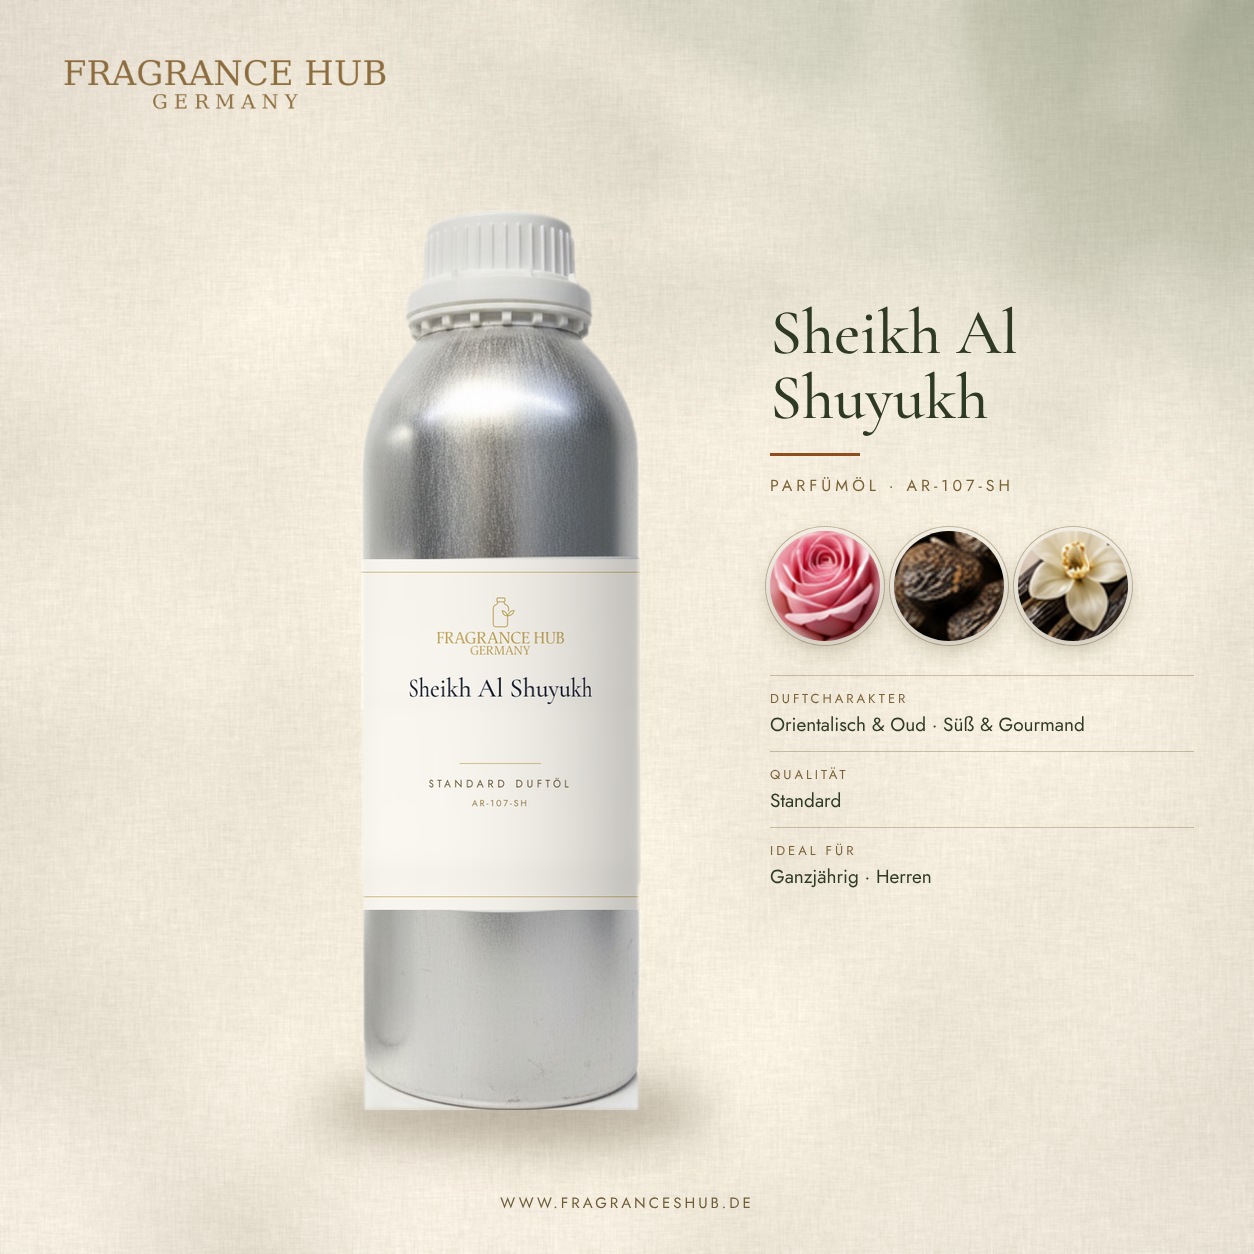 FRAGRANCE HUB
GERMANY
Sheikh Al
Shuyukh
PARFÜMÖL · AR-107-SH
FRAGRANCE HUB
GERMANY
Sheikh Al Shuyukh
STANDARD DUFTÖL
AR-107-SH
DUFTCHARAKTER
Orientalisch & Oud · Süß & Gourmand
QUALITÄT
Standard
IDEAL FÜR
Ganzjährig · Herren
WWW.FRAGRANCESHUB.DE